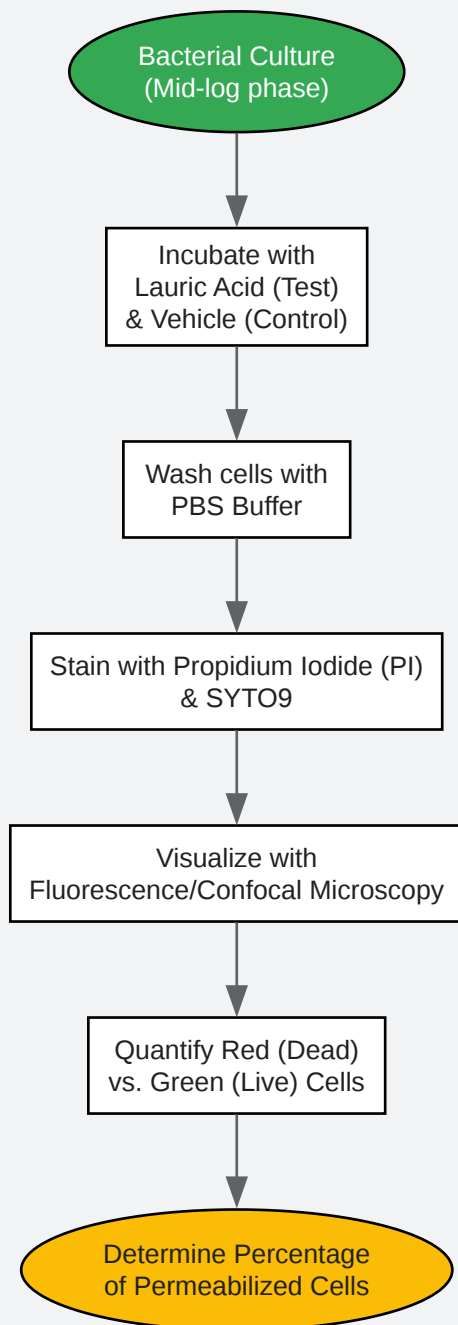 Bacterial Culture
(Mid-log phase)
Incubate with
Lauric Acid (Test)
& Vehicle (Control)
Wash cells with
PBS Buffer
Stain with Propidium Iodide (PI)
& SYTO9
Visualize with
Fluorescence/Confocal Microscopy
Quantify Red (Dead)
vs. Green (Live) Cells
Determine Percentage
of Permeabilized Cells